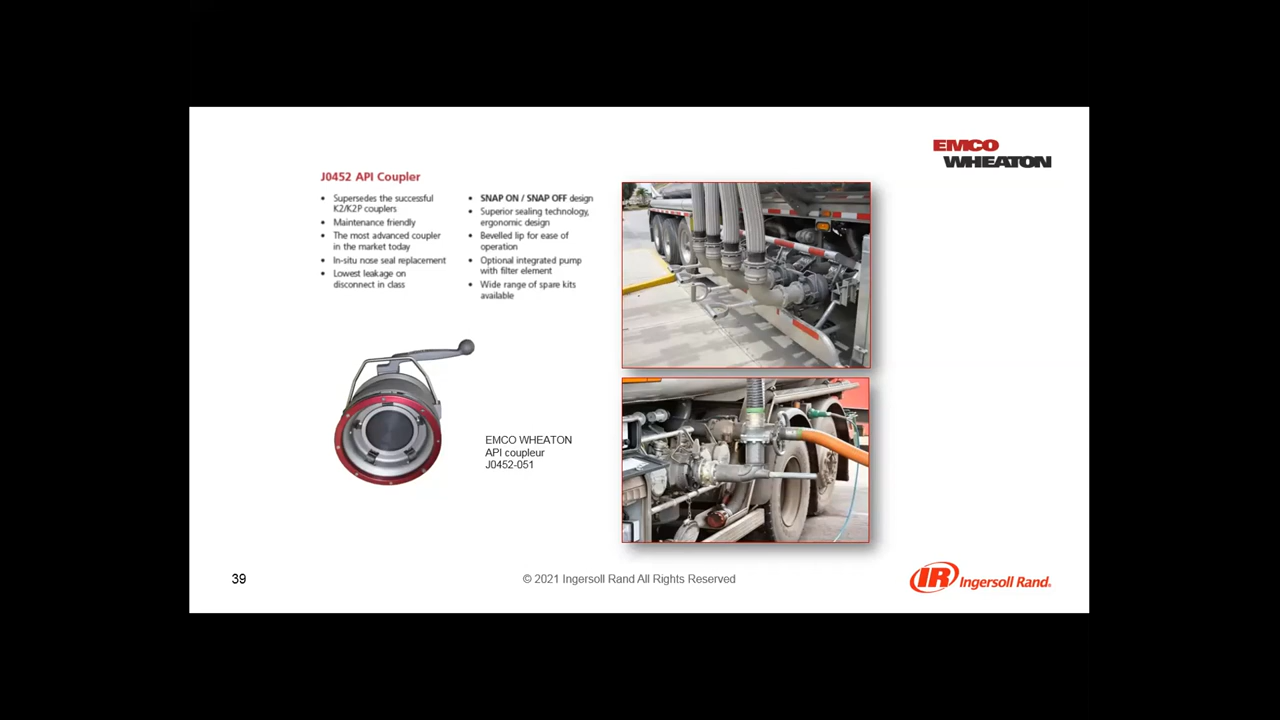 EMCO
WHEATON
J0452 API Coupler
• Supersedes the successful
K2/K2P couplers
• Maintenance friendly
• The most advanced coupler
in the market today
• In-situ nose seal replacement
• Lowest leakage on
disconnect in class
• SNAP ON / SNAP OFF design
• Superior sealing technology,
ergonomic design
• Bevelled lip for ease of
operation
• Optional integrated pump
with filter element
• Wide range of spare kits
available
EMCO WHEATON
API coupleur
J0452-051
39
© 2021 Ingersoll Rand All Rights Reserved
IR Ingersoll Rand®